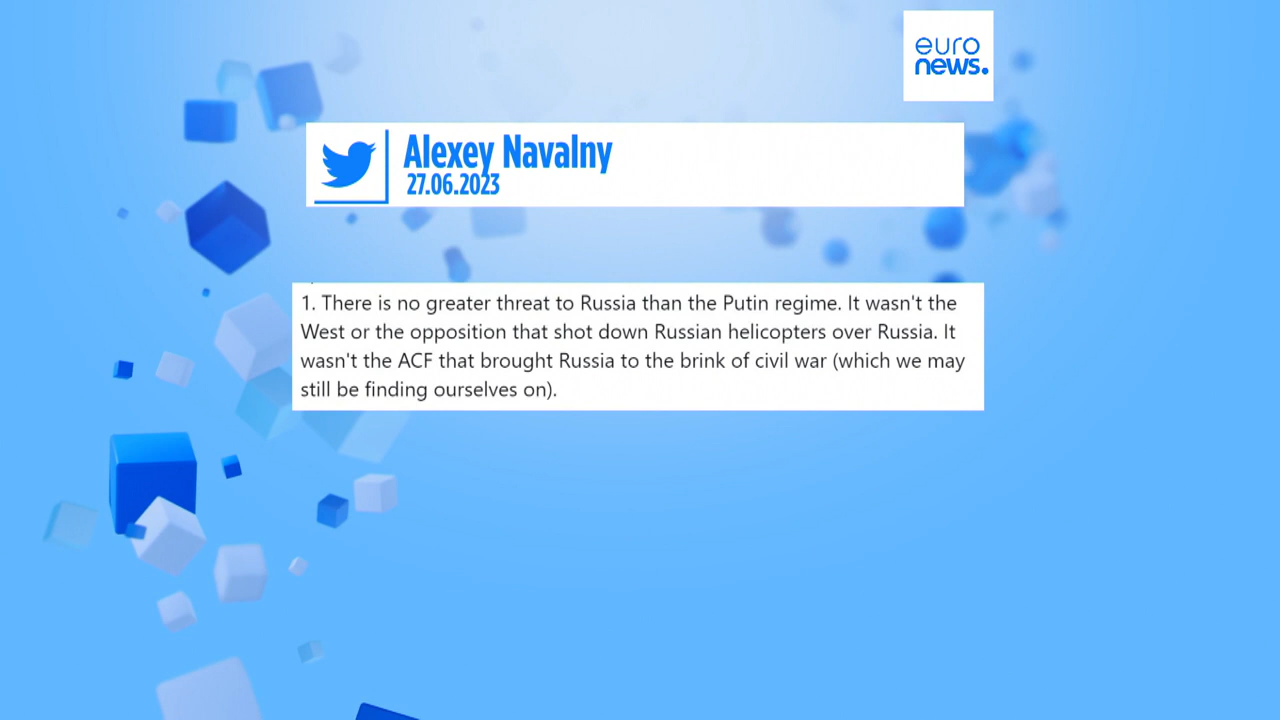 euro
news.
Alexey Navalny
27.06.2023
1. There is no greater threat to Russia than the Putin regime. It wasn't the
West or the opposition that shot down Russian helicopters over Russia. It
wasn't the ACF that brought Russia to the brink of civil war (which we may
still be finding ourselves on).